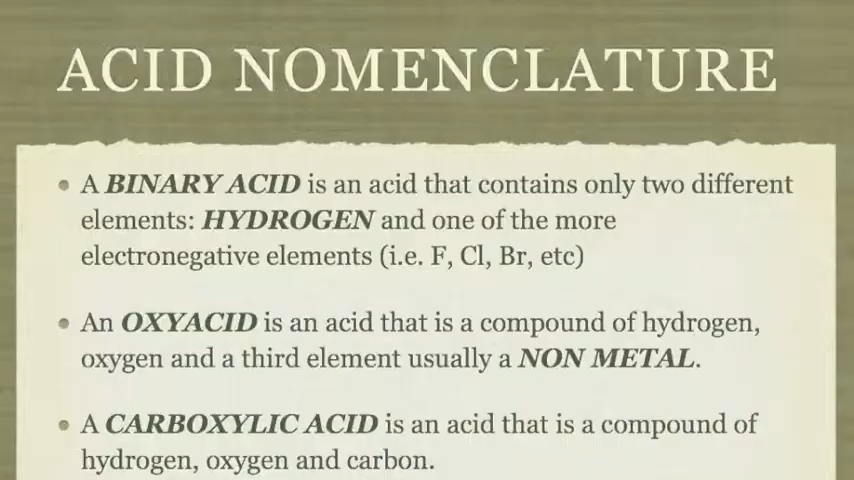 ACID NOMENCLATURE
• A BINARY ACID is an acid that contains only two different
elements: HYDROGEN and one of the more
electronegative elements (i.e. F, Cl, Br, etc)
• An OXYACID is an acid that is a compound of hydrogen,
oxygen and a third element usually a NON METAL.
• A CARBOXYLIC ACID is an acid that is a compound of
hydrogen, oxygen and carbon.